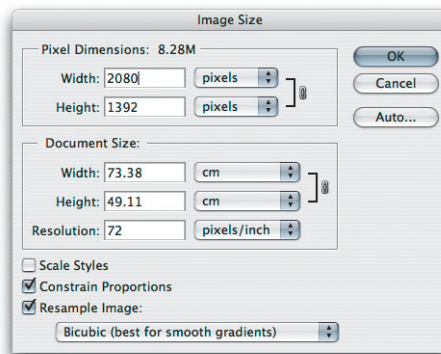 Image Size
Pixel Dimensions: 8.28M
OK
Width: 2080 pixels
Cancel
Height: 1392 pixels
Auto...
Document Size:
Width: 73.38 cm
Height: 49.11 cm
Resolution: 72 pixels/inch
Scale Styles
Constrain Proportions
Resample Image:
Bicubic (best for smooth gradients)